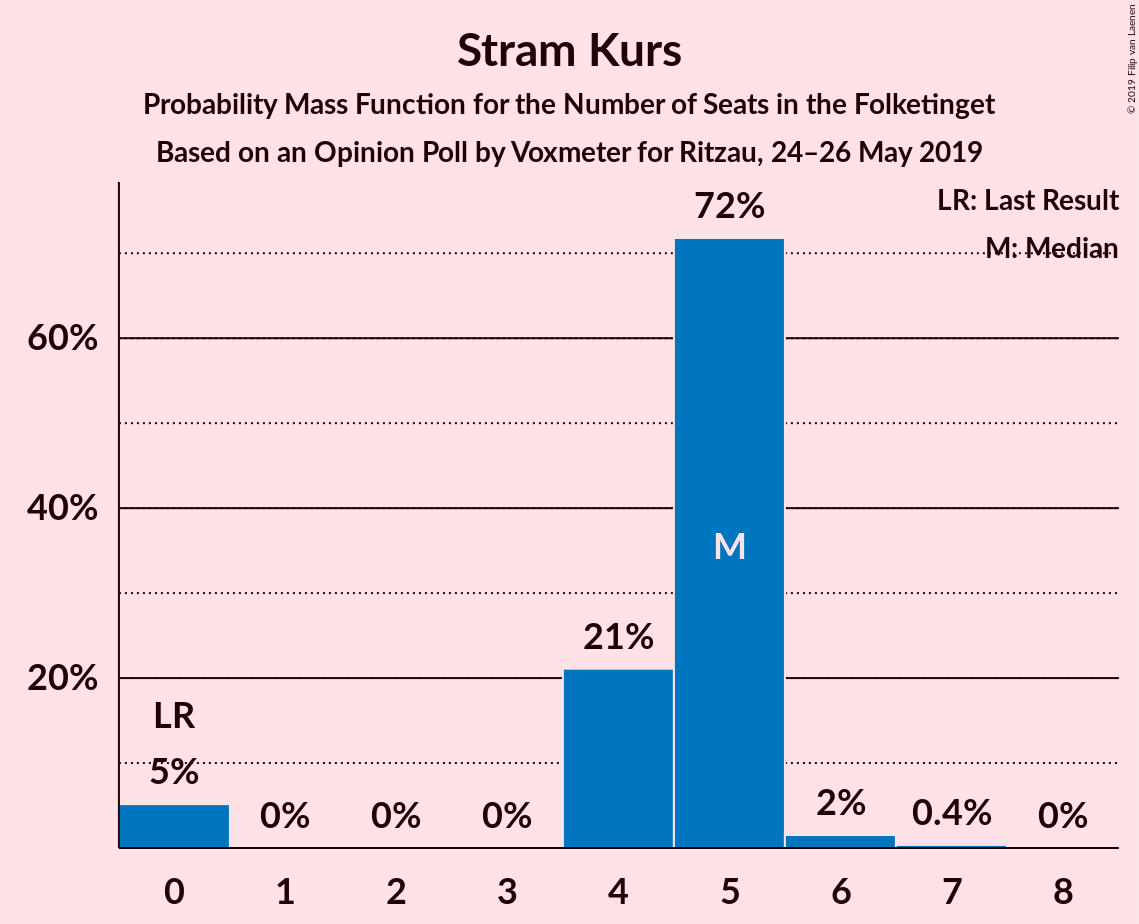 Stram Kurs
Probability Mass Function for the Number of Seats in the Folketinget
Based on an Opinion Poll by Voxmeter for Ritzau, 24–26 May 2019
© 2019 Filip van Laenen
LR: Last Result
M: Median
60%
40%
20%
LR
5%
0%
0%
0%
21%
72%
M
2%
0.4%
0%
0 1 2 3 4 5 6 7 8